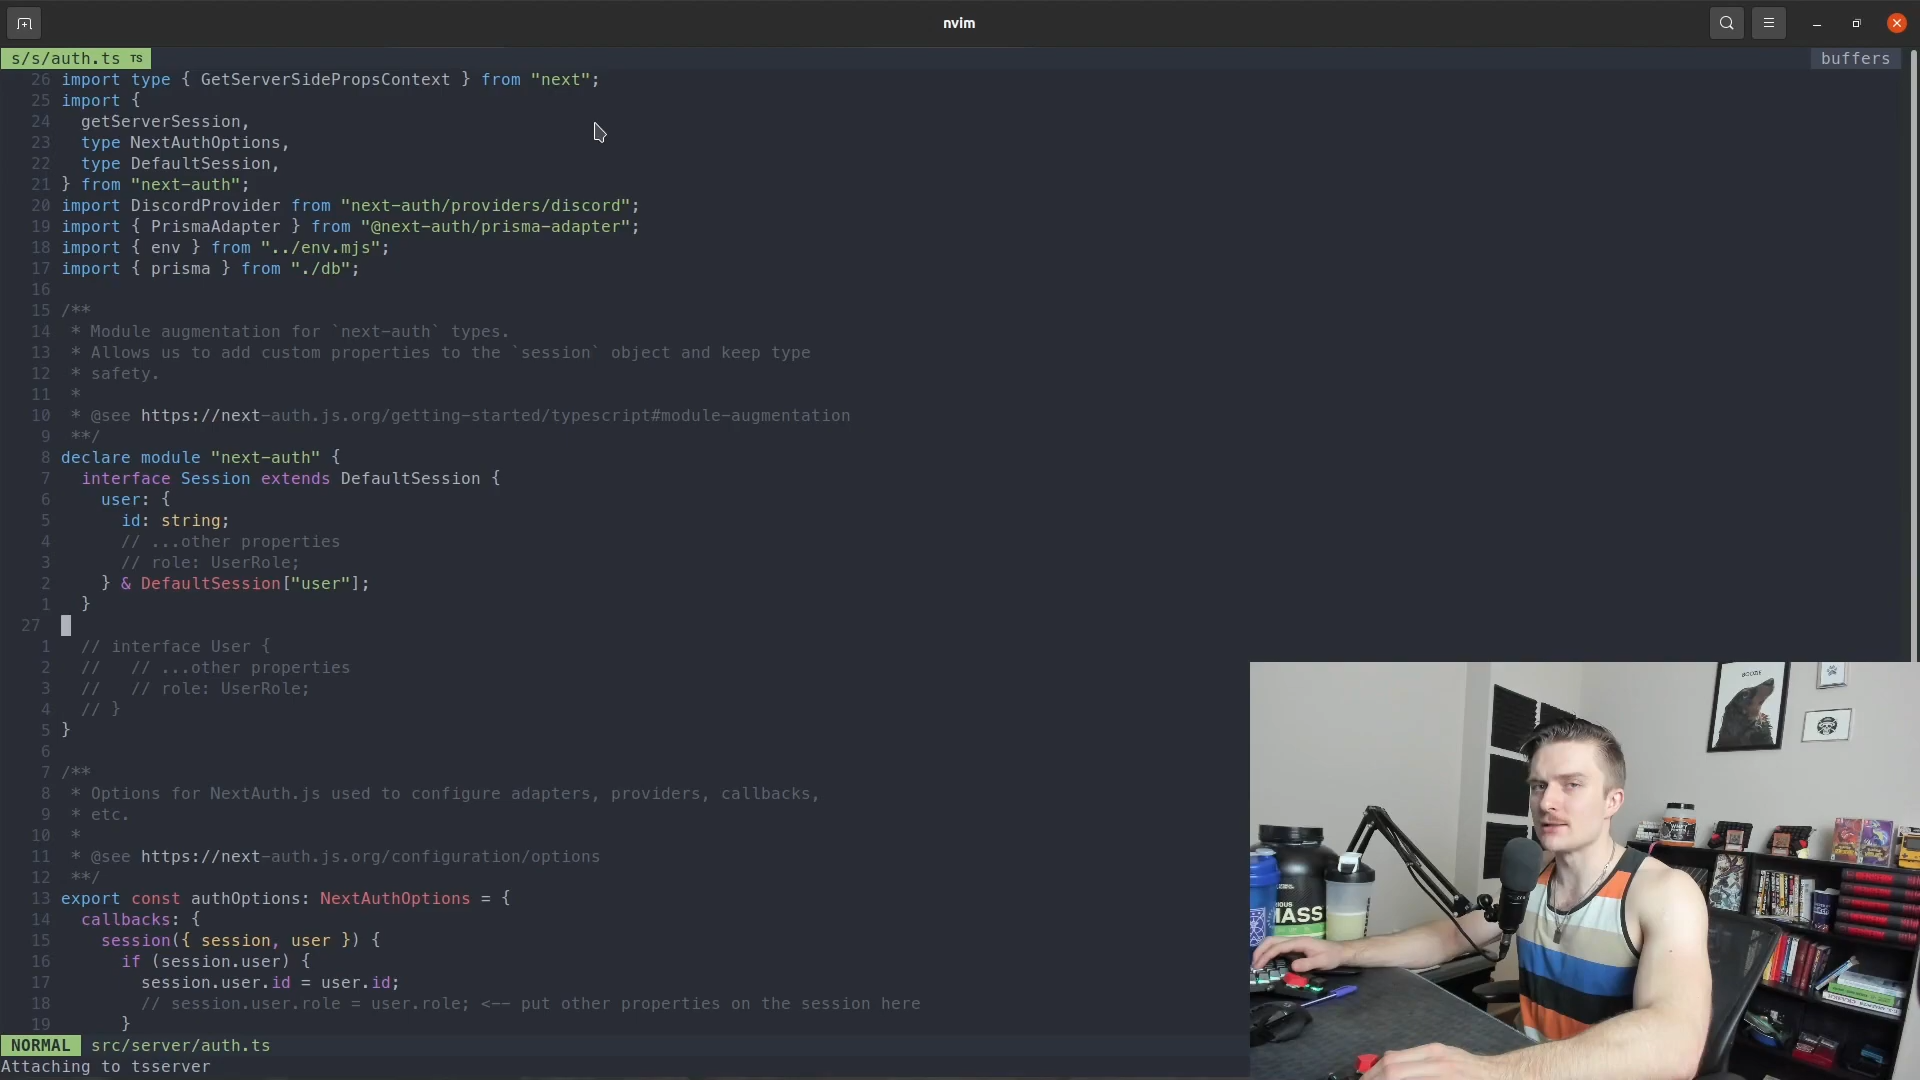 nvim
s/s/auth.ts TS
buffers
26 import type { GetServerSidePropsContext } from "next";
25 import {
24 getServerSession,
23 type NextAuthOptions,
22 type DefaultSession,
21 } from "next-auth";
20 import DiscordProvider from "next-auth/providers/discord";
19 import { PrismaAdapter } from "@next-auth/prisma-adapter";
18 import { env } from "../env.mjs";
17 import { prisma } from "./db";
16
15 /**
14 * Module augmentation for `next-auth` types.
13 * Allows us to add custom properties to the `session` object and keep type
12 * safety.
11 *
10 * @see https://next-auth.js.org/getting-started/typescript#module-augmentation
9 **/
8 declare module "next-auth" {
7 interface Session extends DefaultSession {
6 user: {
5 id: string;
4 // ...other properties
3 // role: UserRole;
2 } & DefaultSession["user"];
1 }
27
1 // interface User {
2 // // ...other properties
3 // // role: UserRole;
4 // }
5 }
6
7 /**
8 * Options for NextAuth.js used to configure adapters, providers, callbacks,
9 * etc.
10 *
11 * @see https://next-auth.js.org/configuration/options
12 **/
13 export const authOptions: NextAuthOptions = {
14 callbacks: {
15 session({ session, user }) {
16 if (session.user) {
17 session.user.id = user.id;
18 // session.user.role = user.role; <-- put other properties on the session here
19 }
NORMAL src/server/auth.ts
Attaching to tsserver
BOOZE
MASS